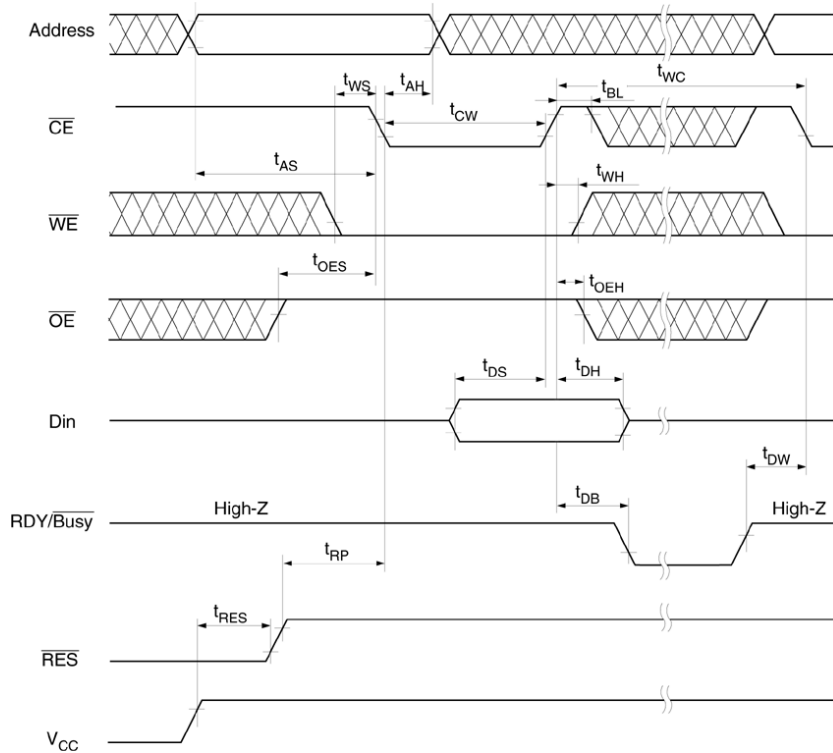 Address
tWS
tAH
tWC
tBL
CE
tCW
tAS
tWH
WE
tOES
tOEH
OE
tDS
tDH
Din
tDW
tDB
High-Z
High-Z
RDY/Busy
tRP
tRES
RES
VCC